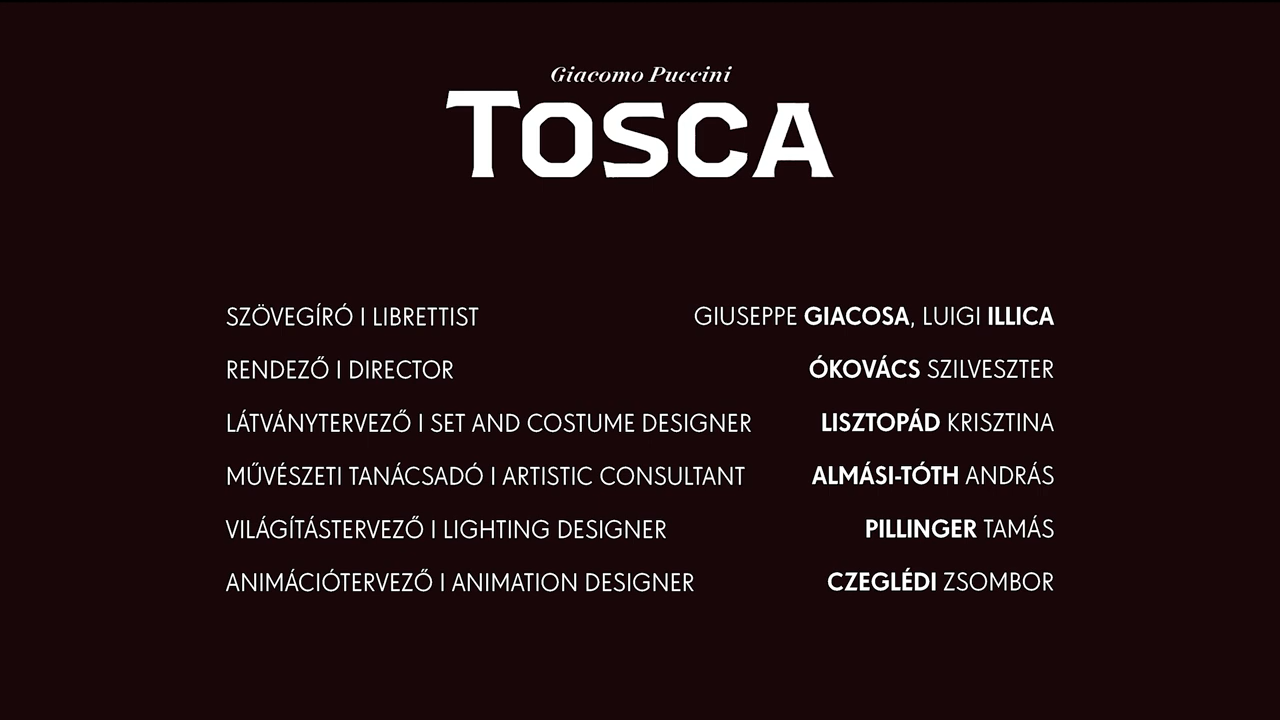 Giacomo Puccini
TOSCA
SZÖVEGÍRÓ I LIBRETTIST GIUSEPPE GIACOSA, LUIGI ILLICA
RENDEZŐ I DIRECTOR ÓKOVÁCS SZILVESZTER
LÁTVÁNYTERVEZŐ I SET AND COSTUME DESIGNER LISZTOPÁD KRISZTINA
MŰVÉSZETI TANÁCSADÓ I ARTISTIC CONSULTANT ALMÁSI-TÓTH ANDRÁS
VILÁGÍTÁSTERVEZŐ I LIGHTING DESIGNER PILLINGER TAMÁS
ANIMÁCIÓTERVEZŐ I ANIMATION DESIGNER CZEGLÉDI ZSOMBOR